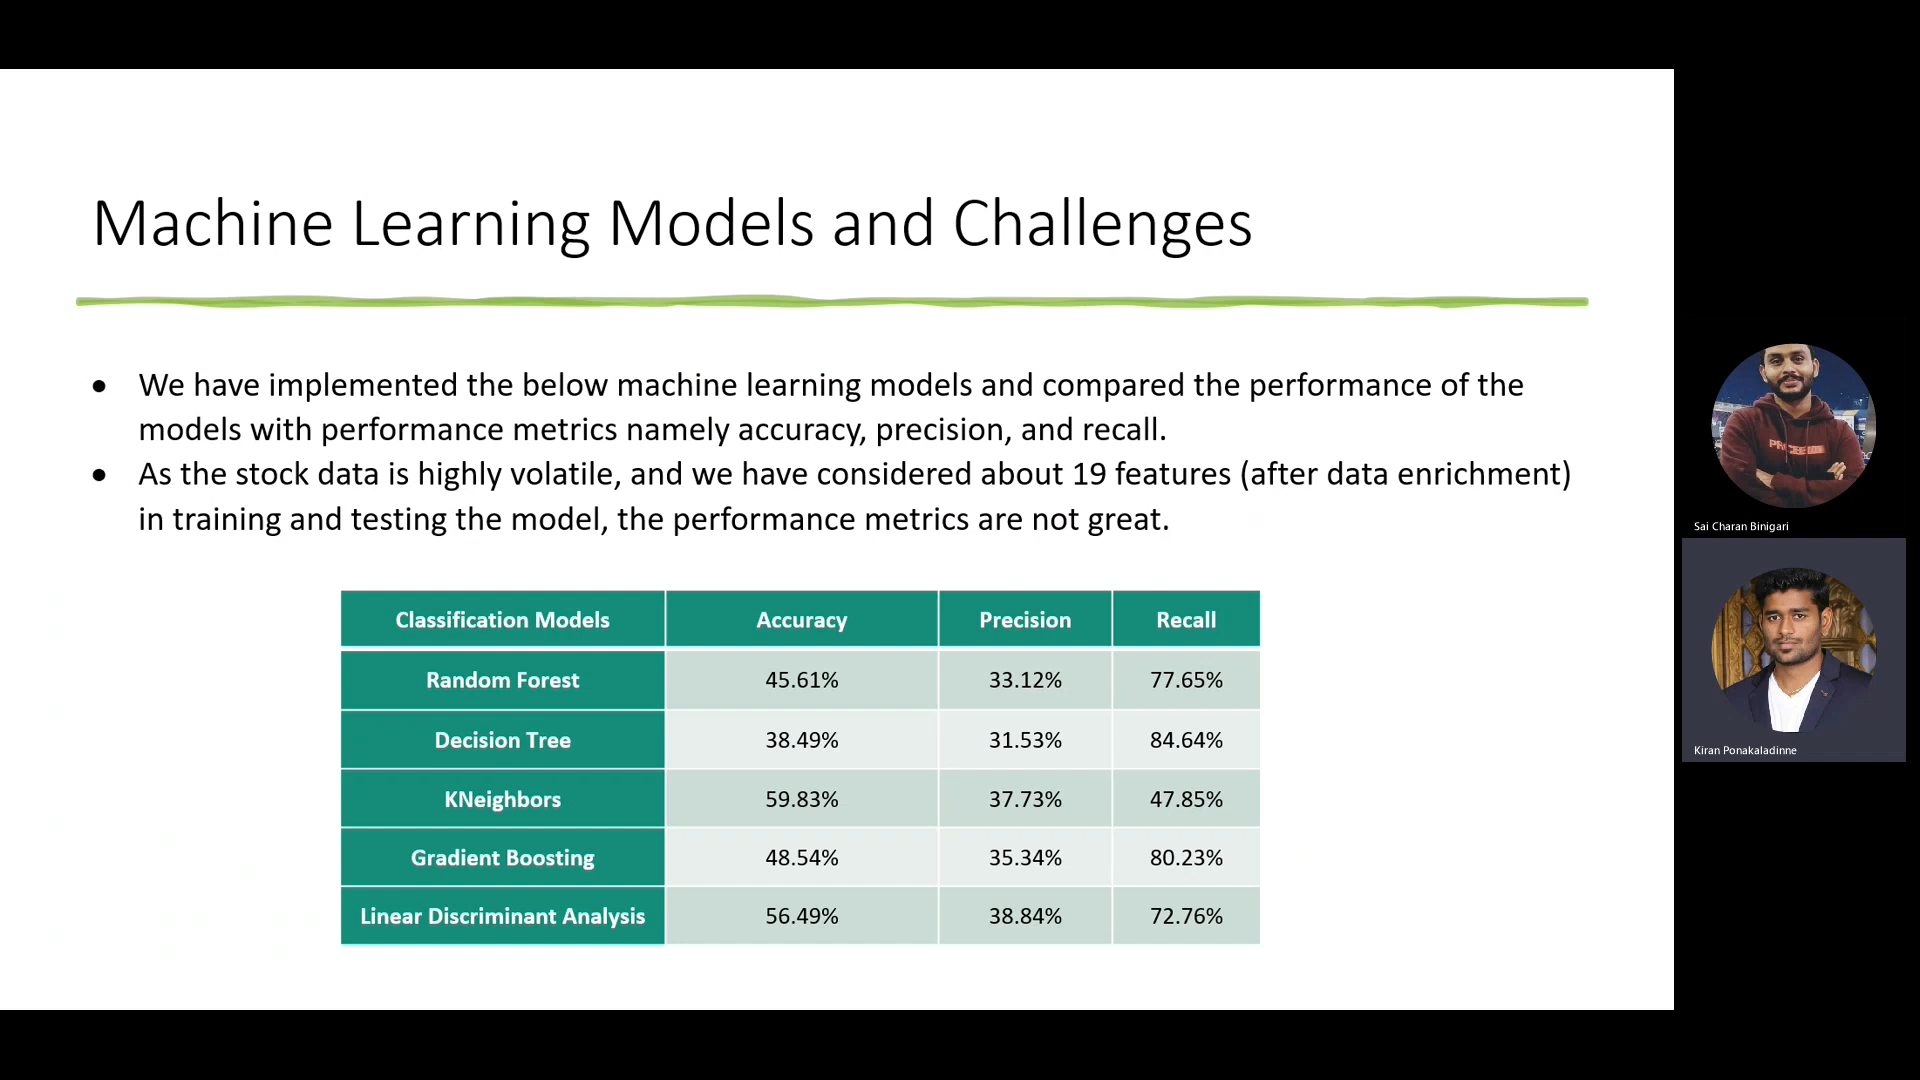 Machine Learning Models and Challenges
• We have implemented the below machine learning models and compared the performance of the
models with performance metrics namely accuracy, precision, and recall.
• As the stock data is highly volatile, and we have considered about 19 features (after data enrichment)
in training and testing the model, the performance metrics are not great.
Classification Models Accuracy Precision Recall
Random Forest 45.61% 33.12% 77.65%
Decision Tree 38.49% 31.53% 84.64%
KNeighbors 59.83% 37.73% 47.85%
Gradient Boosting 48.54% 35.34% 80.23%
Linear Discriminant Analysis 56.49% 38.84% 72.76%
Sai Charan Binigari
Kiran Ponakaladinne